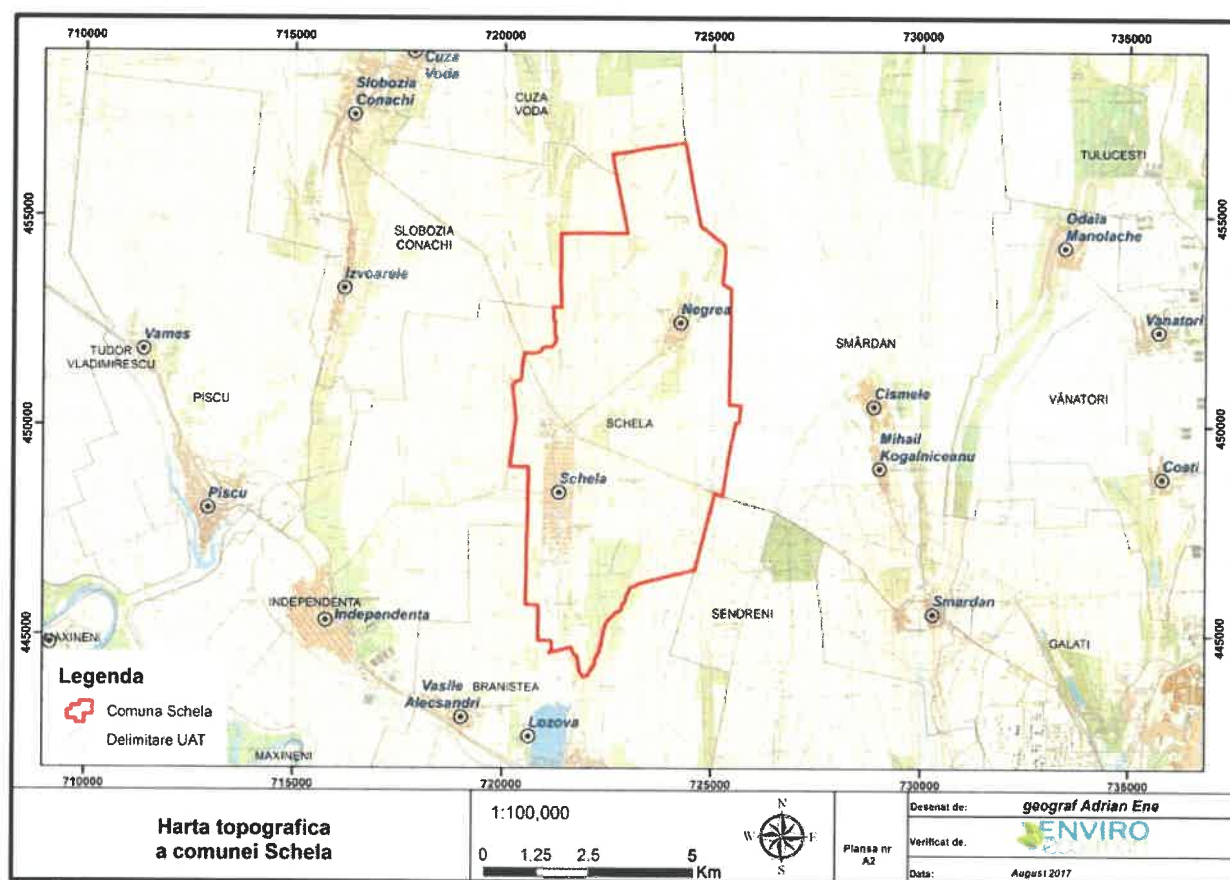 710000 715000 720000 725000 730000 735000
Cuza
Voda
Slobozia
Conachi
CUZA
VODA
TULUCESTI
455000
455000
SLOBOZIA
CONACHI
Odaia
Manolache
Izvoarele
Negrea
Vanatori
Vames
TUDOR
VLADIMIRESCU
SMÂRDAN
PISCU
Cismele
VÂNATORI
450000
450000
SCHELA
Mihail
Kogalniceanu
Schela
Costi
Piscu
INDEPENDENTA
Independenta
SENDRENI
Smardan
445000
445000
MAXINENI
GALATI
Legenda
Comuna Schela
Delimitare UAT
Vasile
Alecsandri
BRANISTEA
Lozova
MAXINENI
710000 715000 720000 725000 730000 735000
Harta topografica
a comunei Schela
1:100,000
0 1.25 2.5 5
Km
N
W E
S
Plansa nr
A2
Desenat de: geograf Adrian Ene
Verificat de. ENVIRO
Data: August 2017